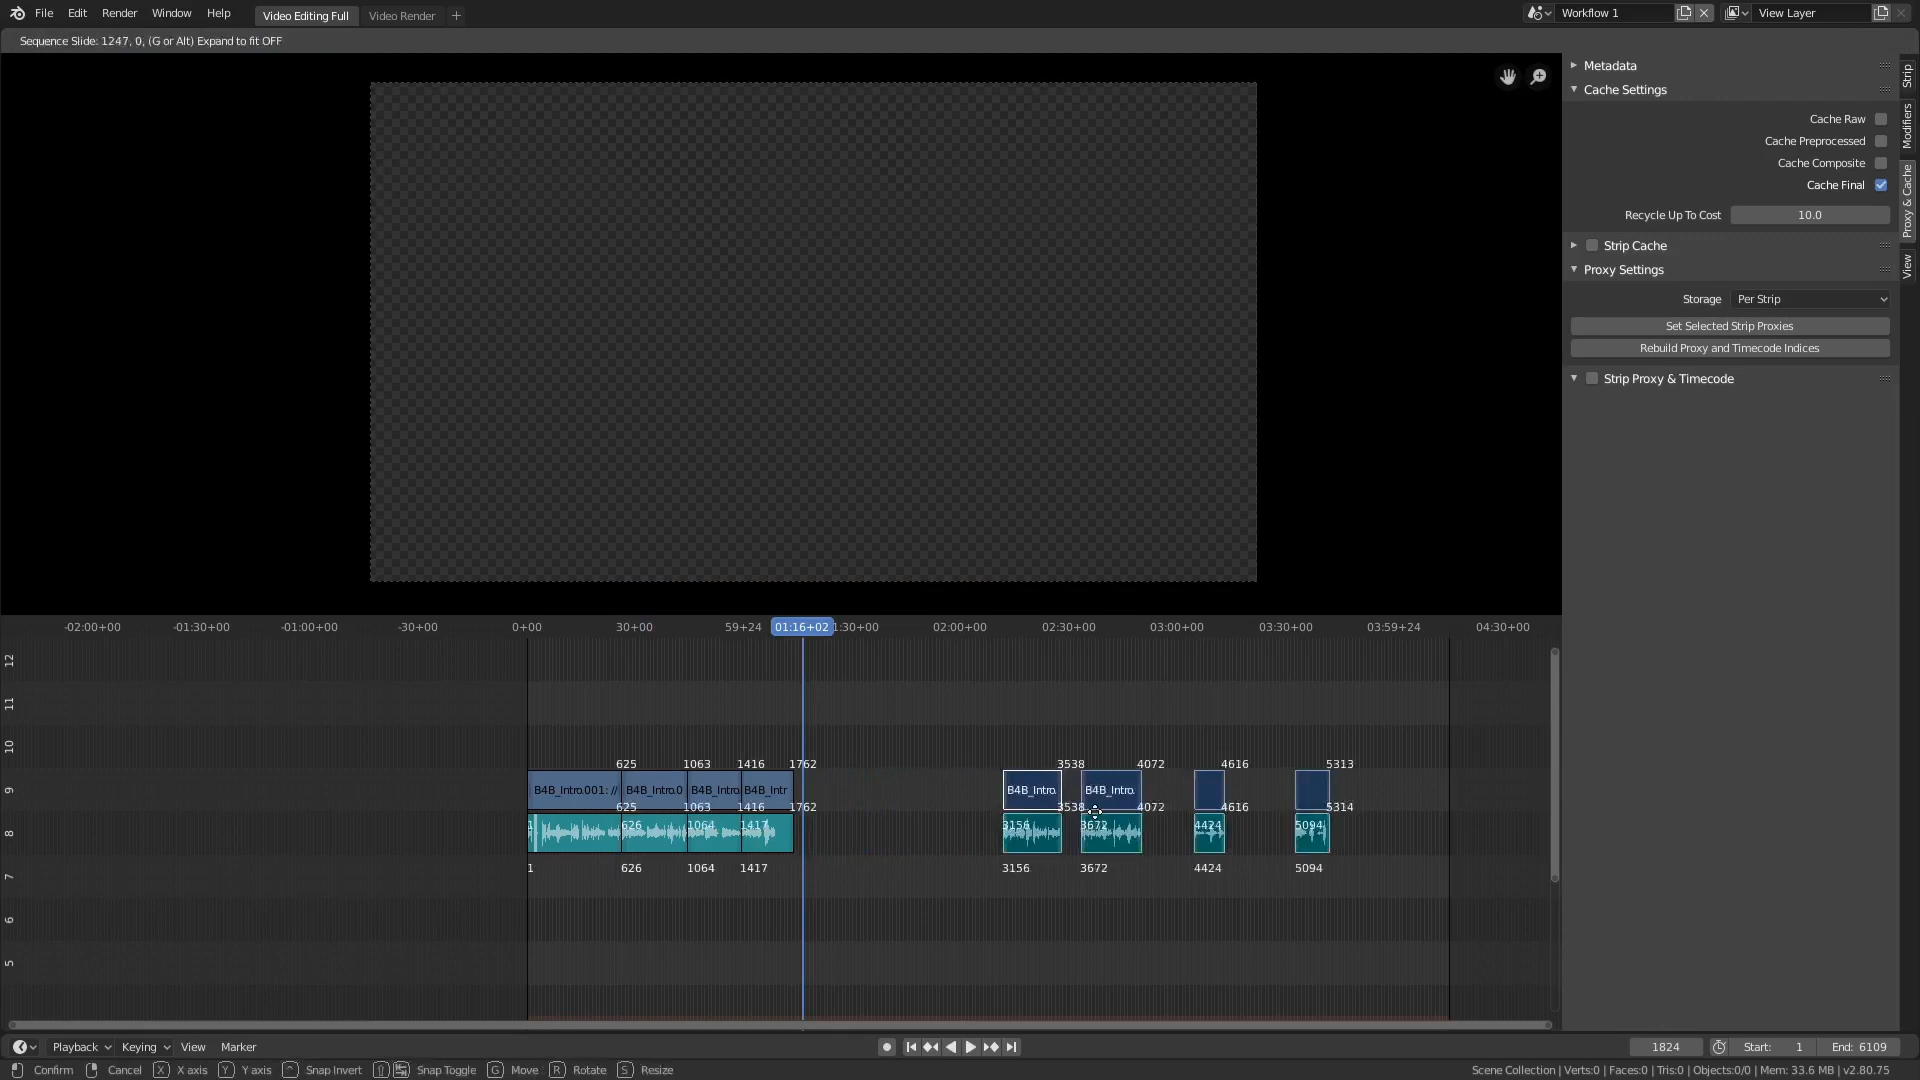 File Edit Render Window Help Video Editing Full Video Render + Workflow 1 View Layer
Sequence Slide: 1247, 0, (G or Alt) Expand to fit OFF
Metadata
Cache Settings
Cache Raw
Cache Preprocessed
Cache Composite
Cache Final
Recycle Up To Cost 10.0
Strip Cache
Proxy Settings
Storage Per Strip
Set Selected Strip Proxies
Rebuild Proxy and Timecode Indices
Strip Proxy & Timecode
Strip
Modifiers
Proxy & Cache
View
-02:00+00 -01:30+00 -01:00+00 -30+00 0+00 30+00 59+24 01:16+02 1:30+00 02:00+00 02:30+00 03:00+00 03:30+00 03:59+24 04:30+00
12
11
10
625 1063 1416 1762 3538 4072 4616 5313
9 B4B_Intro.001: // B4B_Intro.0 B4B_Intro. B4B_Intr B4B_Intro. B4B_Intro.
625 1063 1416 1762 3538 4072 4616 5314
8 1 626 1064 1417 3156 3672 4424 5094
7 1 626 1064 1417 3156 3672 4424 5094
6
5
Playback Keying View Marker 1824 Start: 1 End: 6109
Confirm Cancel X X axis Y Y axis Snap Invert Snap Toggle G Move R Rotate S Resize Scene Collection | Verts:0 | Faces:0 | Tris:0 | Objects:0/0 | Mem: 33.6 MB | v2.80.75